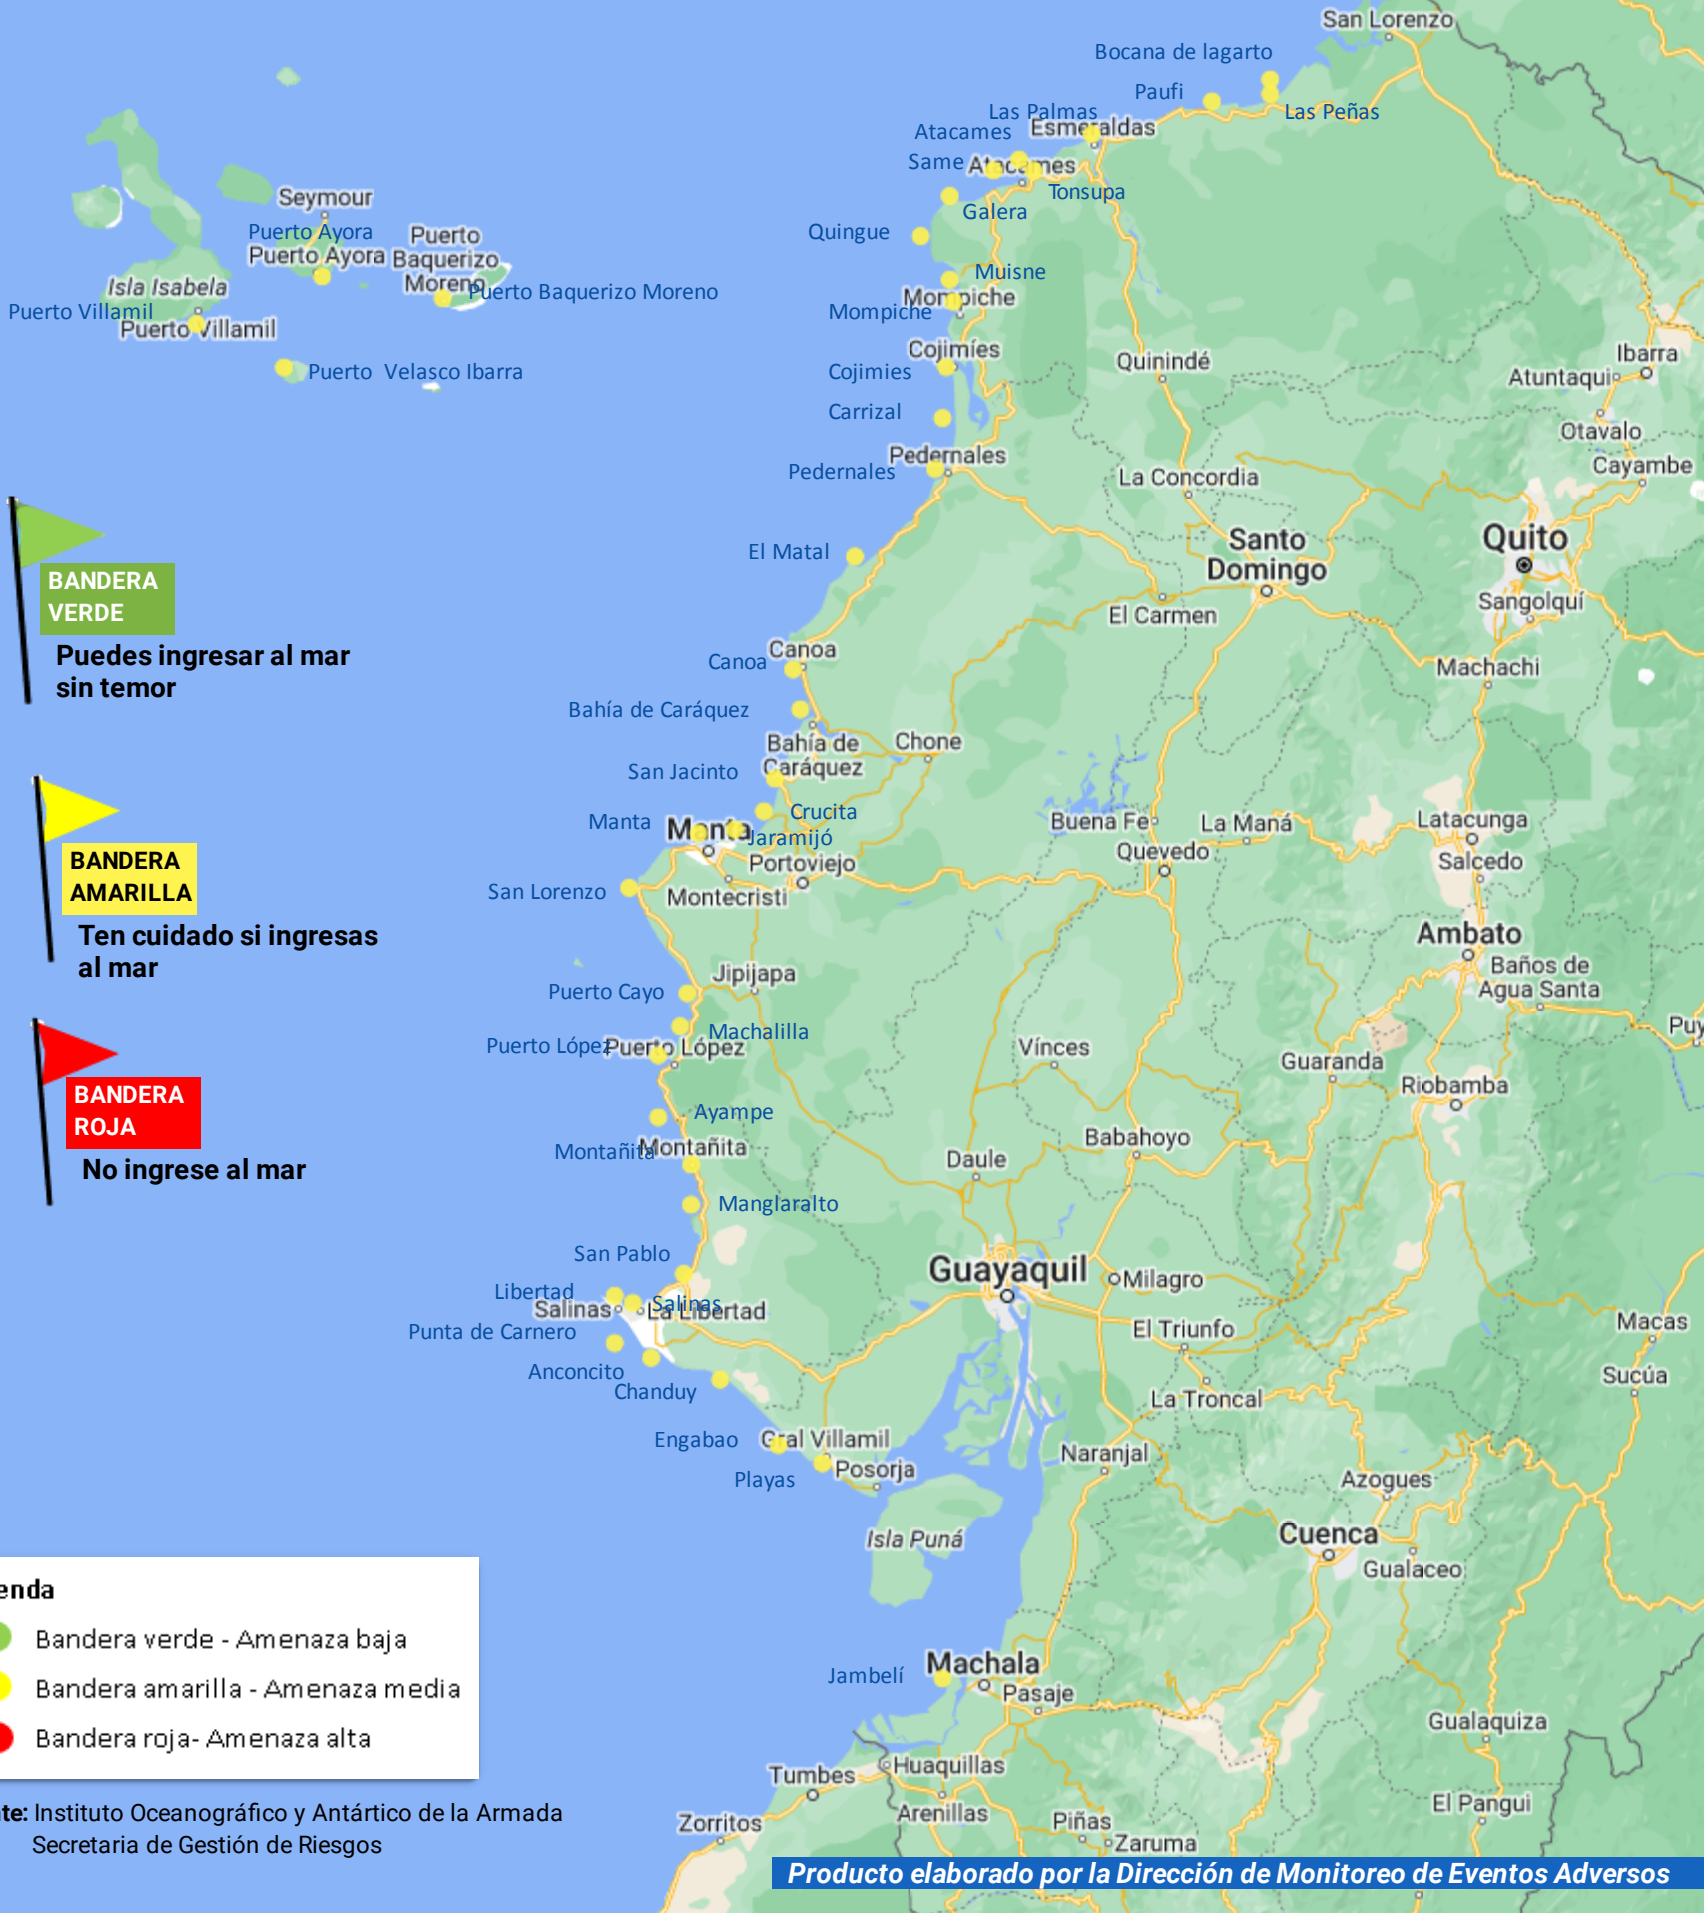 San Lorenzo
Bocana de lagarto
Paufi
Las Peñas
Las Palmas
Esmeraldas
Atacames
Same
Atacames
Tonsupa
Galera
Quingue
Muisne
Mompiche
Mompiche
Cojimíes
Cojimies
Carrizal
Pedernales
Pedernales
El Matal
Canoa
Canoa
Bahía de Caráquez
Bahía de
Caráquez
Chone
San Jacinto
Crucita
Manta
Manta
Jaramijó
Portoviejo
San Lorenzo
Montecristi
Jipijapa
Puerto Cayo
Machalilla
Puerto López
Puerto López
Ayampe
Montañita
Montañita
Manglaralto
San Pablo
Libertad
Salinas
Salinas
La Libertad
Punta de Carnero
Anconcito
Chanduy
Engabao
Gral Villamil
Playas
Posorja
Isla Puná
Jambelí
Machala
Pasaje
Huaquillas
Tumbes
Zorritos
Arenillas
Piñas
Zaruma
Seymour
Puerto Ayora
Puerto Ayora
Puerto
Baquerizo
Moreno
Puerto Baquerizo Moreno
Isla Isabela
Puerto Villamil
Puerto Villamil
Puerto Velasco Ibarra
Quinindé
Ibarra
Atuntaqui
Otavalo
Cayambe
La Concordia
Santo
Domingo
Quito
Sangolquí
El Carmen
Machachi
Buena Fe
La Maná
Latacunga
Quevedo
Salcedo
Ambato
Baños de
Agua Santa
Puy
Vínces
Guaranda
Riobamba
Babahoyo
Daule
Guayaquil
Milagro
El Triunfo
Macas
Sucúa
La Troncal
Naranjal
Azogues
Cuenca
Gualaceo
Gualaquiza
El Pangui
BANDERA
VERDE
Puedes ingresar al mar
sin temor
BANDERA
AMARILLA
Ten cuidado si ingresas
al mar
BANDERA
ROJA
No ingrese al mar
enda
Bandera verde - Amenaza baja
Bandera amarilla - Amenaza media
Bandera roja- Amenaza alta
te: Instituto Oceanográfico y Antártico de la Armada
Secretaria de Gestión de Riesgos
Producto elaborado por la Dirección de Monitoreo de Eventos Adversos